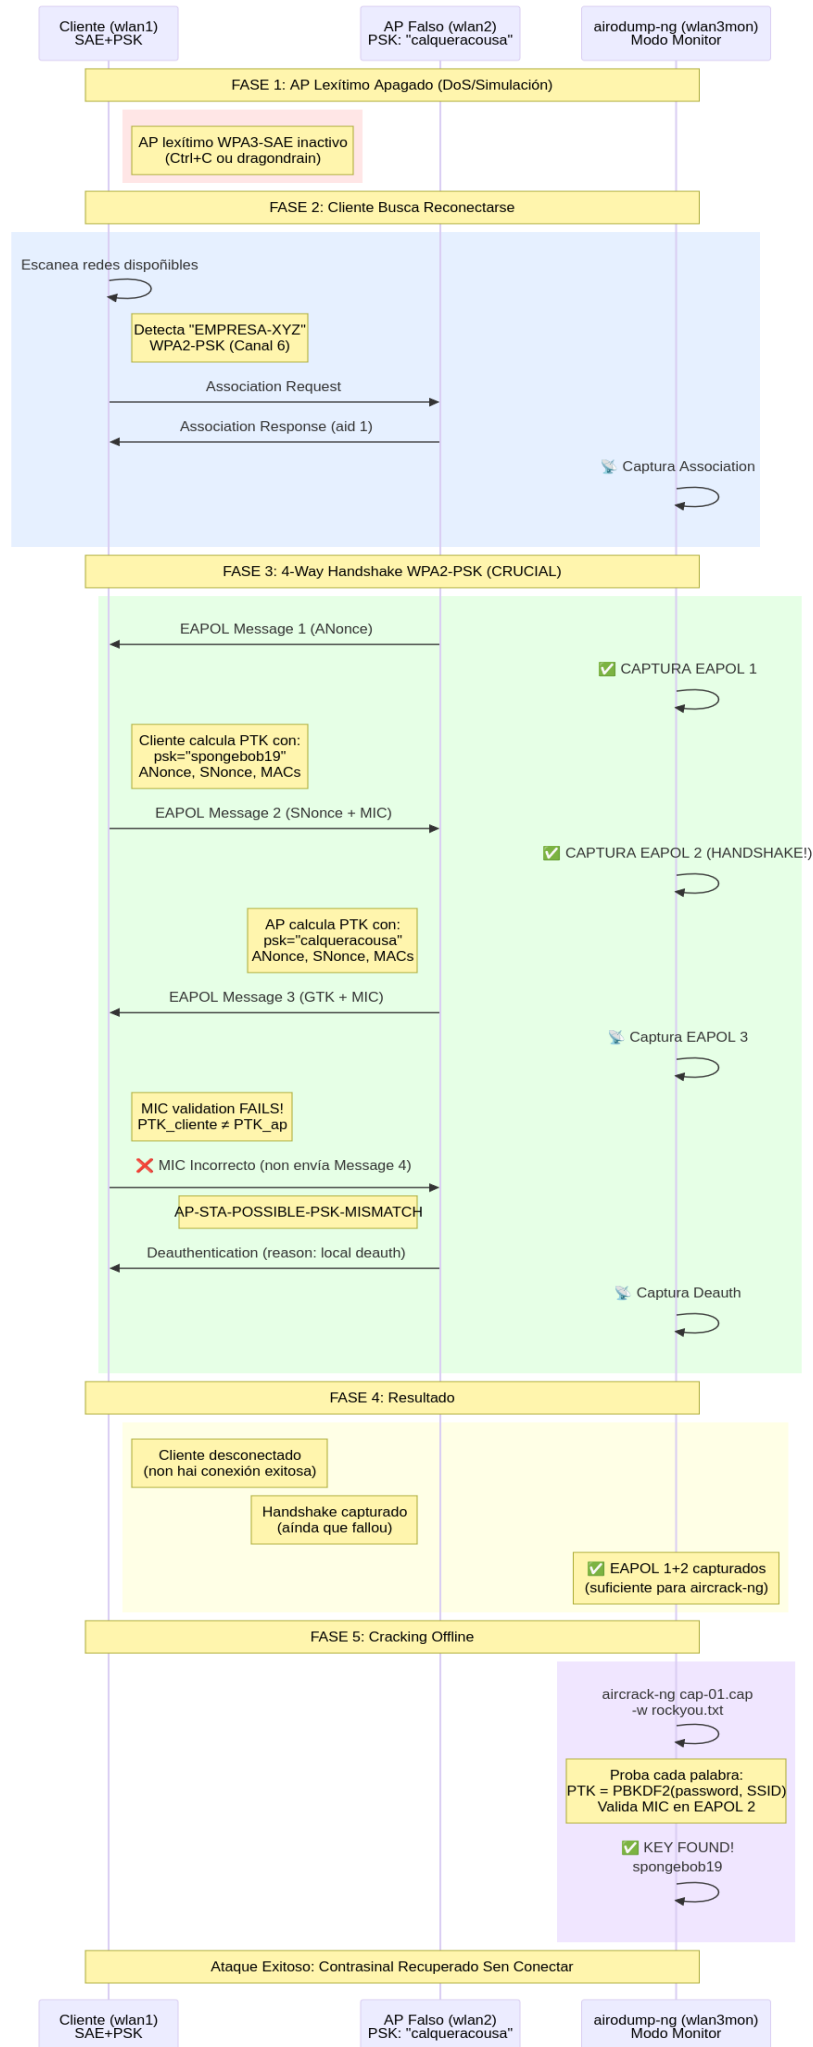 Cliente (wlan1)
SAE+PSK
AP Falso (wlan2)
PSK: "calqueracousa"
airodump-ng (wlan3mon)
Modo Monitor
FASE 1: AP Lexítimo Apagado (DoS/Simulación)
AP lexítimo WPA3-SAE inactivo
(Ctrl+C ou dragondrain)
FASE 2: Cliente Busca Reconectarse
Escanea redes dispoñibles
Detecta "EMPRESA-XYZ"
WPA2-PSK (Canal 6)
Association Request
Association Response (aid 1)
📡 Captura Association
FASE 3: 4-Way Handshake WPA2-PSK (CRUCIAL)
EAPOL Message 1 (ANonce)
✅ CAPTURA EAPOL 1
Cliente calcula PTK con:
psk="spongebob19"
ANonce, SNonce, MACs
EAPOL Message 2 (SNonce + MIC)
✅ CAPTURA EAPOL 2 (HANDSHAKE!)
AP calcula PTK con:
psk="calqueracousa"
ANonce, SNonce, MACs
EAPOL Message 3 (GTK + MIC)
📡 Captura EAPOL 3
MIC validation FAILS!
PTK_cliente ≠ PTK_ap
❌ MIC Incorrecto (non envía Message 4)
AP-STA-POSSIBLE-PSK-MISMATCH
Deauthentication (reason: local deauth)
📡 Captura Deauth
FASE 4: Resultado
Cliente desconectado
(non hai conexión exitosa)
Handshake capturado
(aínda que fallou)
✅ EAPOL 1+2 capturados
(suficiente para aircrack-ng)
FASE 5: Cracking Offline
aircrack-ng cap-01.cap
-w rockyou.txt
Proba cada palabra:
PTK = PBKDF2(password, SSID)
Valida MIC en EAPOL 2
✅ KEY FOUND!
spongebob19
Ataque Exitoso: Contrasinal Recuperado Sen Conectar
Cliente (wlan1)
SAE+PSK
AP Falso (wlan2)
PSK: "calqueracousa"
airodump-ng (wlan3mon)
Modo Monitor